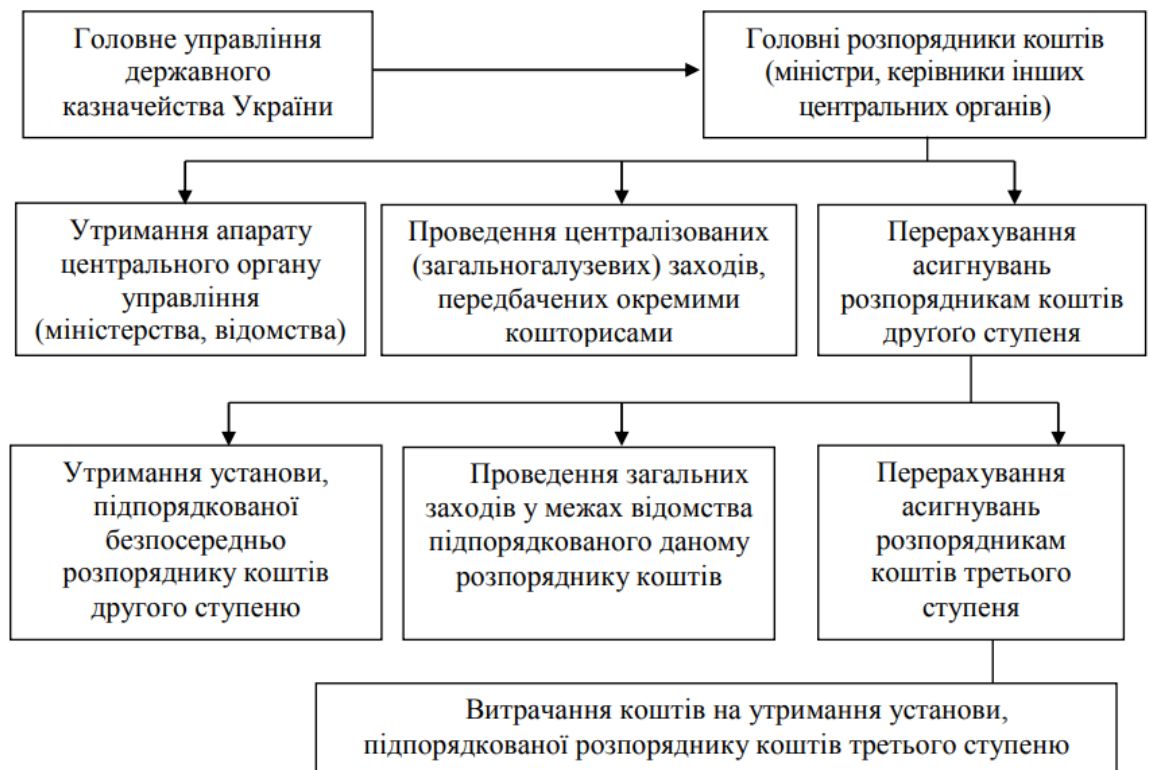 Головне управління
державного
казначейства України
Головні розпорядники коштів
(міністри, керівники інших
центральних органів)
Утримання апарату
центрального органу
управління
(міністерства, відомства)
Проведення централізованих
(загальногалузевих) заходів,
передбачених окремими
кошторисами
Перерахування
асигнувань
розпорядникам коштів
другого ступеня
Утримання установи,
підпорядкованої
безпосередньо
розпоряднику коштів
другого ступеню
Проведення загальних
заходів у межах відомства
підпорядкованого даному
розпоряднику коштів
Перерахування
асигнувань
розпорядникам
коштів третього
ступеня
Витрачання коштів на утримання установи,
підпорядкованої розпоряднику коштів третього ступеню